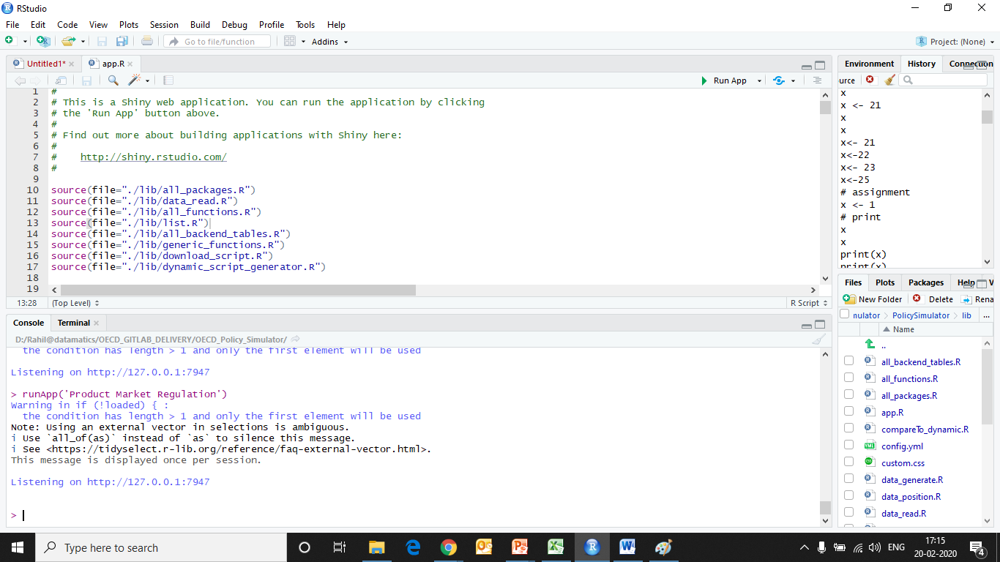 RStudio
File Edit Code View Plots Session Build Debug Profile Tools Help
Go to file/function Addins Project: (None)
Untitled1* app.R
Run App
1 #
2 # This is a Shiny web application. You can run the application by clicking
3 # the 'Run App' button above.
4 #
5 # Find out more about building applications with Shiny here:
6 #
7 # http://shiny.rstudio.com/
8 #
9
10 source(file="./lib/all_packages.R")
11 source(file="./lib/data_read.R")
12 source(file="./lib/all_functions.R")
13 source(file="./lib/list.R")
14 source(file="./lib/all_backend_tables.R")
15 source(file="./lib/generic_functions.R")
16 source(file="./lib/download_script.R")
17 source(file="./lib/dynamic_script_generator.R")
18
19
13:28 (Top Level) R Script
Console Terminal
D:/Rahil@datamatics/OECD_GITLAB_DELIVERY/OECD_Policy_Simulator/
the condition has length > 1 and only the first element will be used
Listening on http://127.0.0.1:7947
> runApp('Product Market Regulation')
Warning in if (!loaded) { :
the condition has length > 1 and only the first element will be used
Note: Using an external vector in selections is ambiguous.
i Use `all_of(as)` instead of `as` to silence this message.
i See <https://tidyselect.r-lib.org/reference/faq-external-vector.html>.
This message is displayed once per session.
Listening on http://127.0.0.1:7947
>
Environment History Connection
urce
x
x <- 21
x
x
x<- 21
x<-22
x<- 23
x<-25
# assignment
x <- 1
# print
x
x
print(x)
print(x)
Files Plots Packages Help V
New Folder Delete Rena
nulator PolicySimulator lib ...
Name
..
all_backend_tables.R
all_functions.R
all_packages.R
app.R
compareTo_dynamic.R
config.yml
custom.css
data_generate.R
data_position.R
data_read.R
Type here to search
ENG
17:15
20-02-2020
4